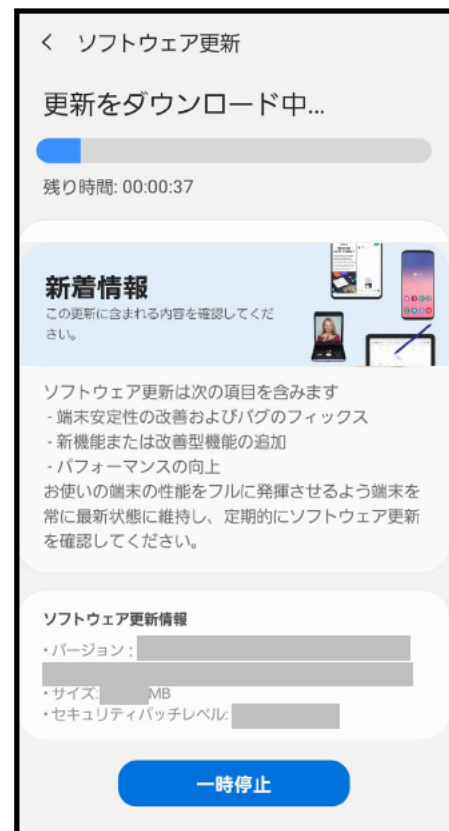 < ソフトウェア更新
更新をダウンロード中...
残り時間: 00:00:37
新着情報
この更新に含まれる内容を確認してくだ
さい。
ソフトウェア更新は次の項目を含みます
- 端末安定性の改善およびバグのフィックス
- 新機能または改善型機能の追加
- パフォーマンスの向上
お使いの端末の性能をフルに発揮させるよう端末を
常に最新状態に維持し、定期的にソフトウェア更新
を確認してください。
ソフトウェア更新情報
・バージョン :
・サイズ: MB
・セキュリティパッチレベル:
一時停止